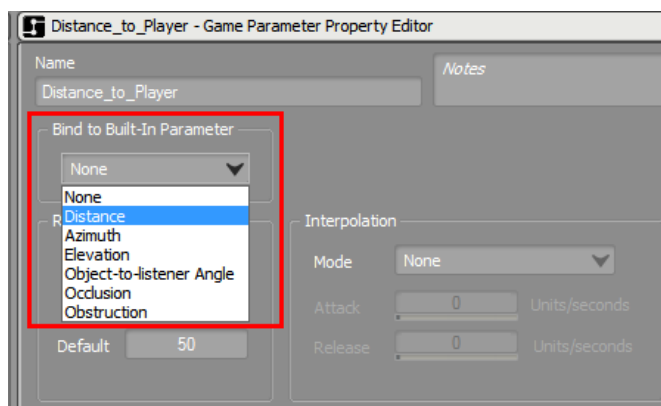 Distance_to_Player - Game Parameter Property Editor
Name
Notes
Distance_to_Player
Bind to Built-In Parameter
None
None
Distance
Azimuth
Elevation
Object-to-listener Angle
Occlusion
Obstruction
Default 50
Interpolation
Mode None
Attack 0 Units/seconds
Release 0 Units/seconds